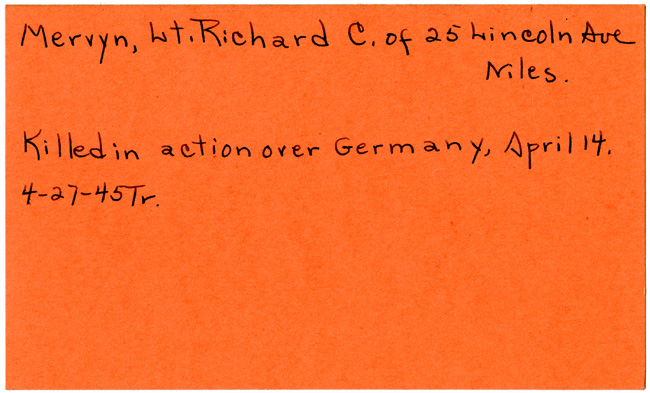 Mervyn, Lt. Richard C. of 25 Lincoln Ave
Niles.
Killed in action over Germany, April 14.
4-27-45 Tr.